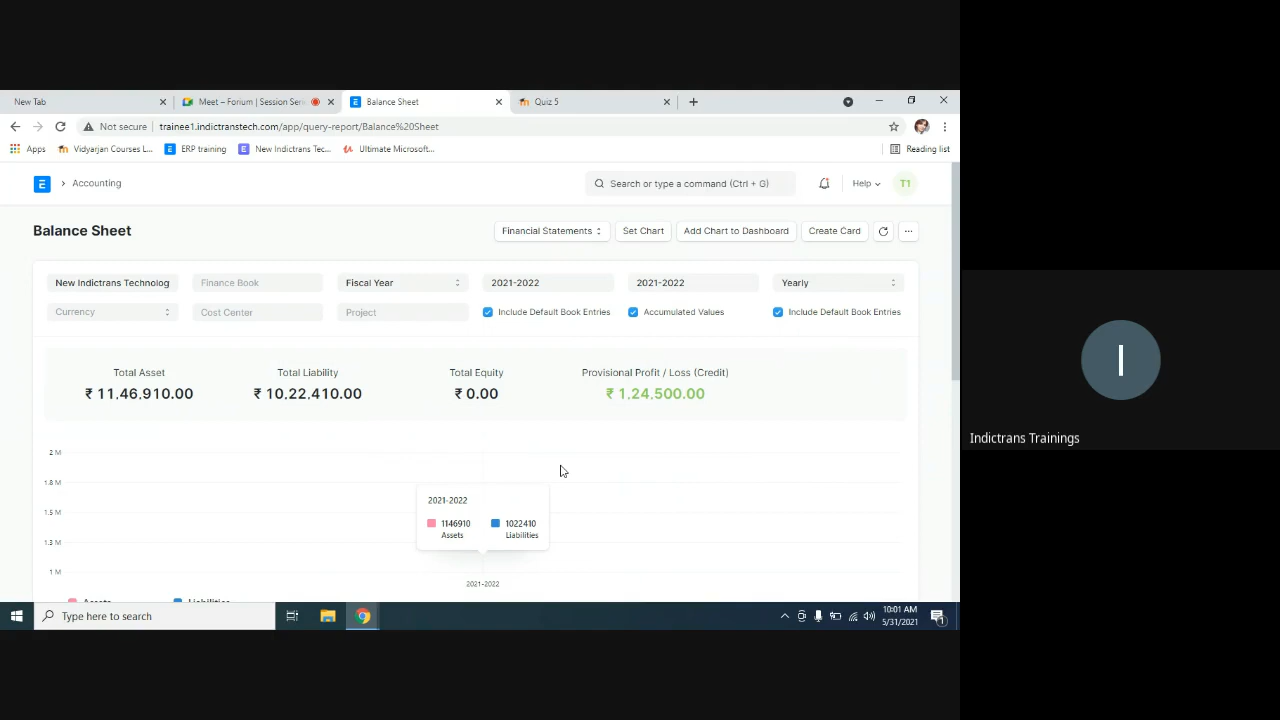 New Tab
Meet – Forium | Session Seri
Balance Sheet
Quiz 5
Not secure
trainee1.indictranstech.com/app/query-report/Balance%20Sheet
Apps
Vidyarjan Courses L...
ERP training
New Indictrans Tec...
Ultimate Microsoft...
Reading list
E
Accounting
Search or type a command (Ctrl + G)
Help
T1
Balance Sheet
Financial Statements
Set Chart
Add Chart to Dashboard
Create Card
New Indictrans Technolog
Finance Book
Fiscal Year
2021-2022
2021-2022
Yearly
Currency
Cost Center
Project
Include Default Book Entries
Accumulated Values
Include Default Book Entries
Total Asset
Total Liability
Total Equity
Provisional Profit / Loss (Credit)
₹ 11,46,910.00
₹ 10,22,410.00
₹ 0.00
₹ 1,24,500.00
2 M
1.8 M
1.5 M
1.3 M
1 M
2021-2022
1146910
Assets
1022410
Liabilities
2021-2022
Assets
Liabilities
Type here to search
10:01 AM
5/31/2021
1
I
Indictrans Trainings